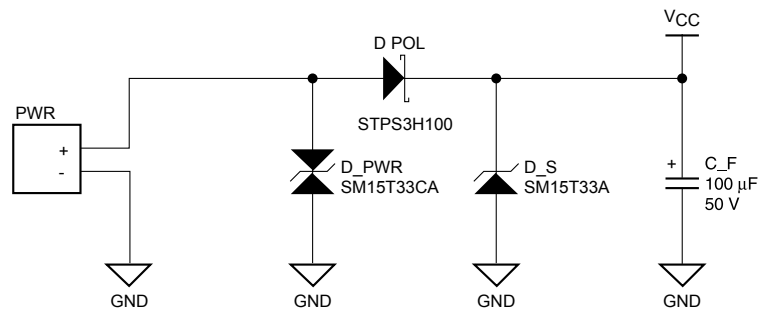 VCC
D POL
PWR
STPS3H100
+
-
D_PWR
SM15T33CA
D_S
SM15T33A
+
C_F
100 μF
50 V
GND
GND
GND
GND